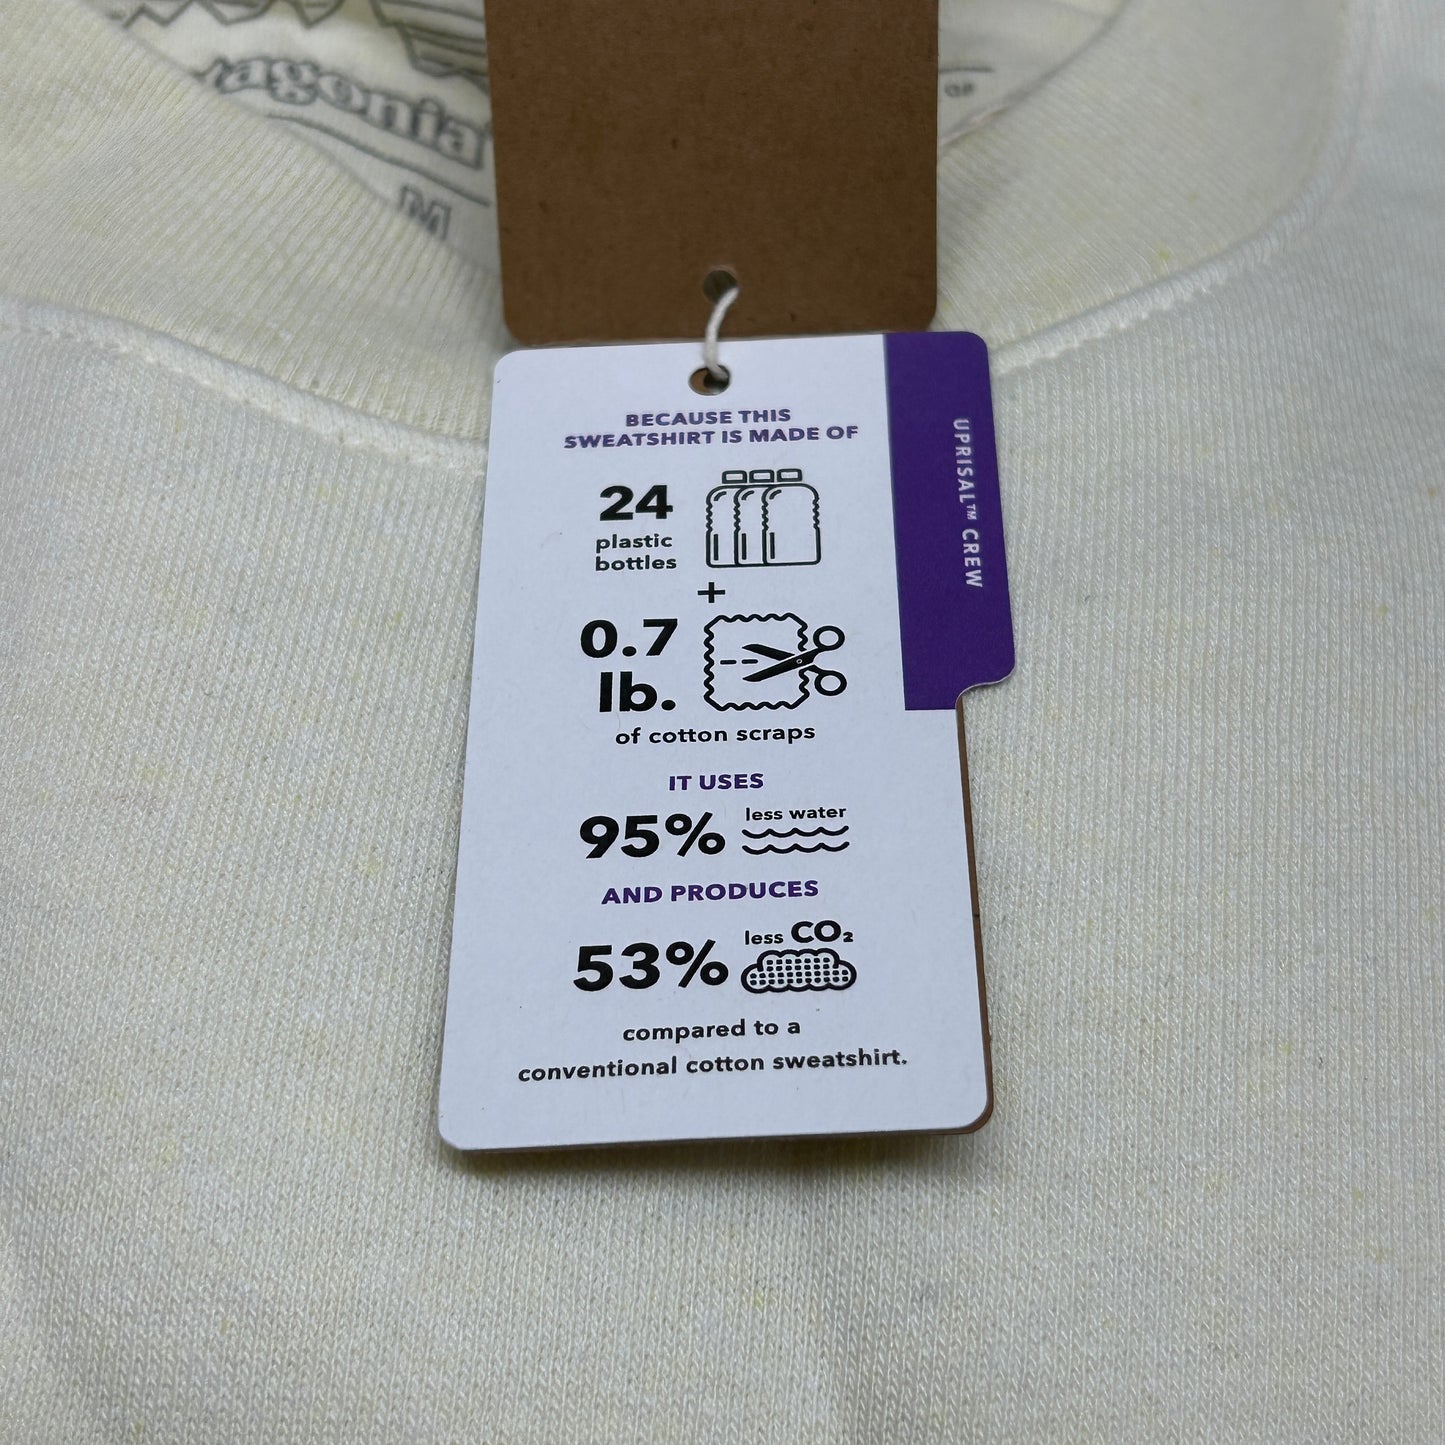 agonia
M
BECAUSE THIS
SWEATSHIRT IS MADE OF
24
plastic
bottles
+
0.7
lb.
of cotton scraps
IT USES
95% less water
AND PRODUCES
53% less CO₂
compared to a
conventional cotton sweatshirt.
UPRISAL™ CREW